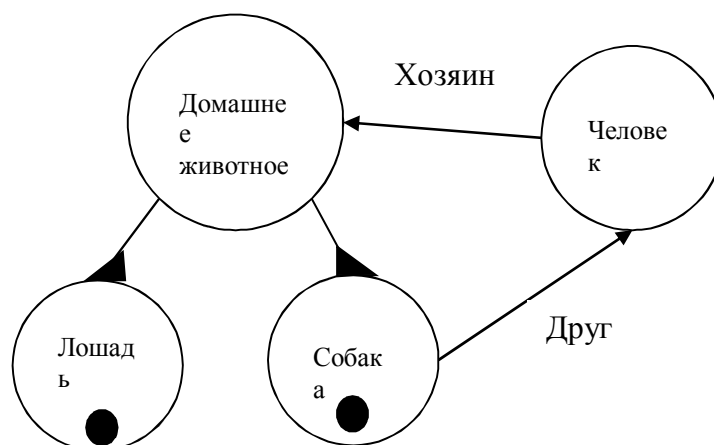 Хозяин
Домашне
е
животное
Челове
к
Лошад
ь
Собак
а
Друг